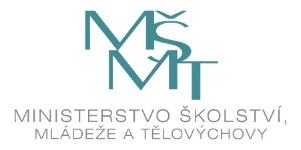 MŠ
MT
MINISTERSTVO ŠKOLSTVÍ,
MLÁDEŽE A TĚLOVÝCHOVY